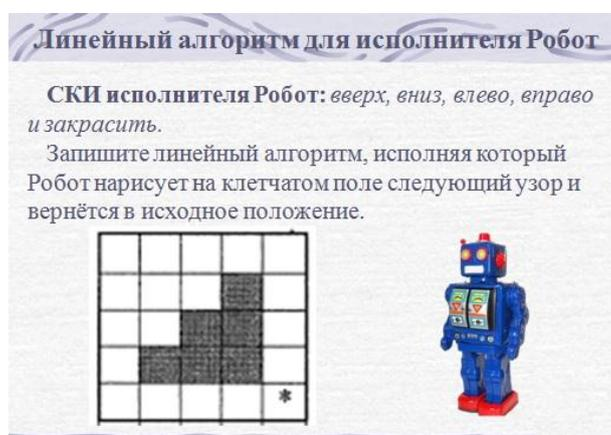 Линейный алгоритм для исполнителя Робот
СКИ исполнителя Робот: вверх, вниз, влево, вправо
и закрасить.
Запишите линейный алгоритм, исполняя который
Робот нарисует на клетчатом поле следующий узор и
вернётся в исходное положение.
*